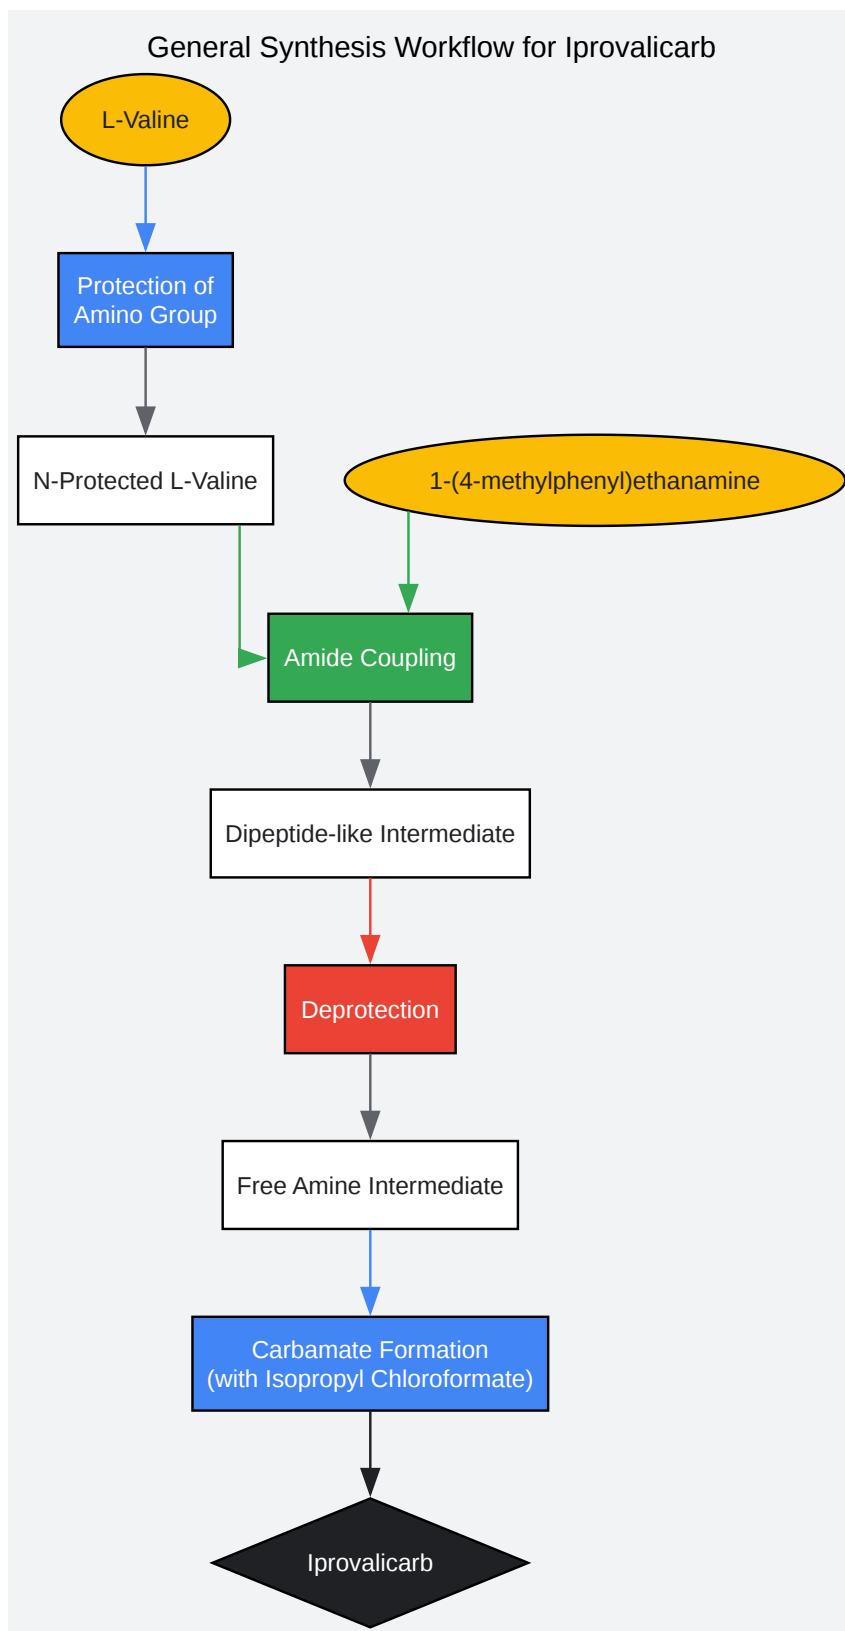 General Synthesis Workflow for Iprovalicarb
L-Valine
Protection of
Amino Group
N-Protected L-Valine
1-(4-methylphenyl)ethanamine
Amide Coupling
Dipeptide-like Intermediate
Deprotection
Free Amine Intermediate
Carbamate Formation
(with Isopropyl Chloroformate)
Iprovalicarb